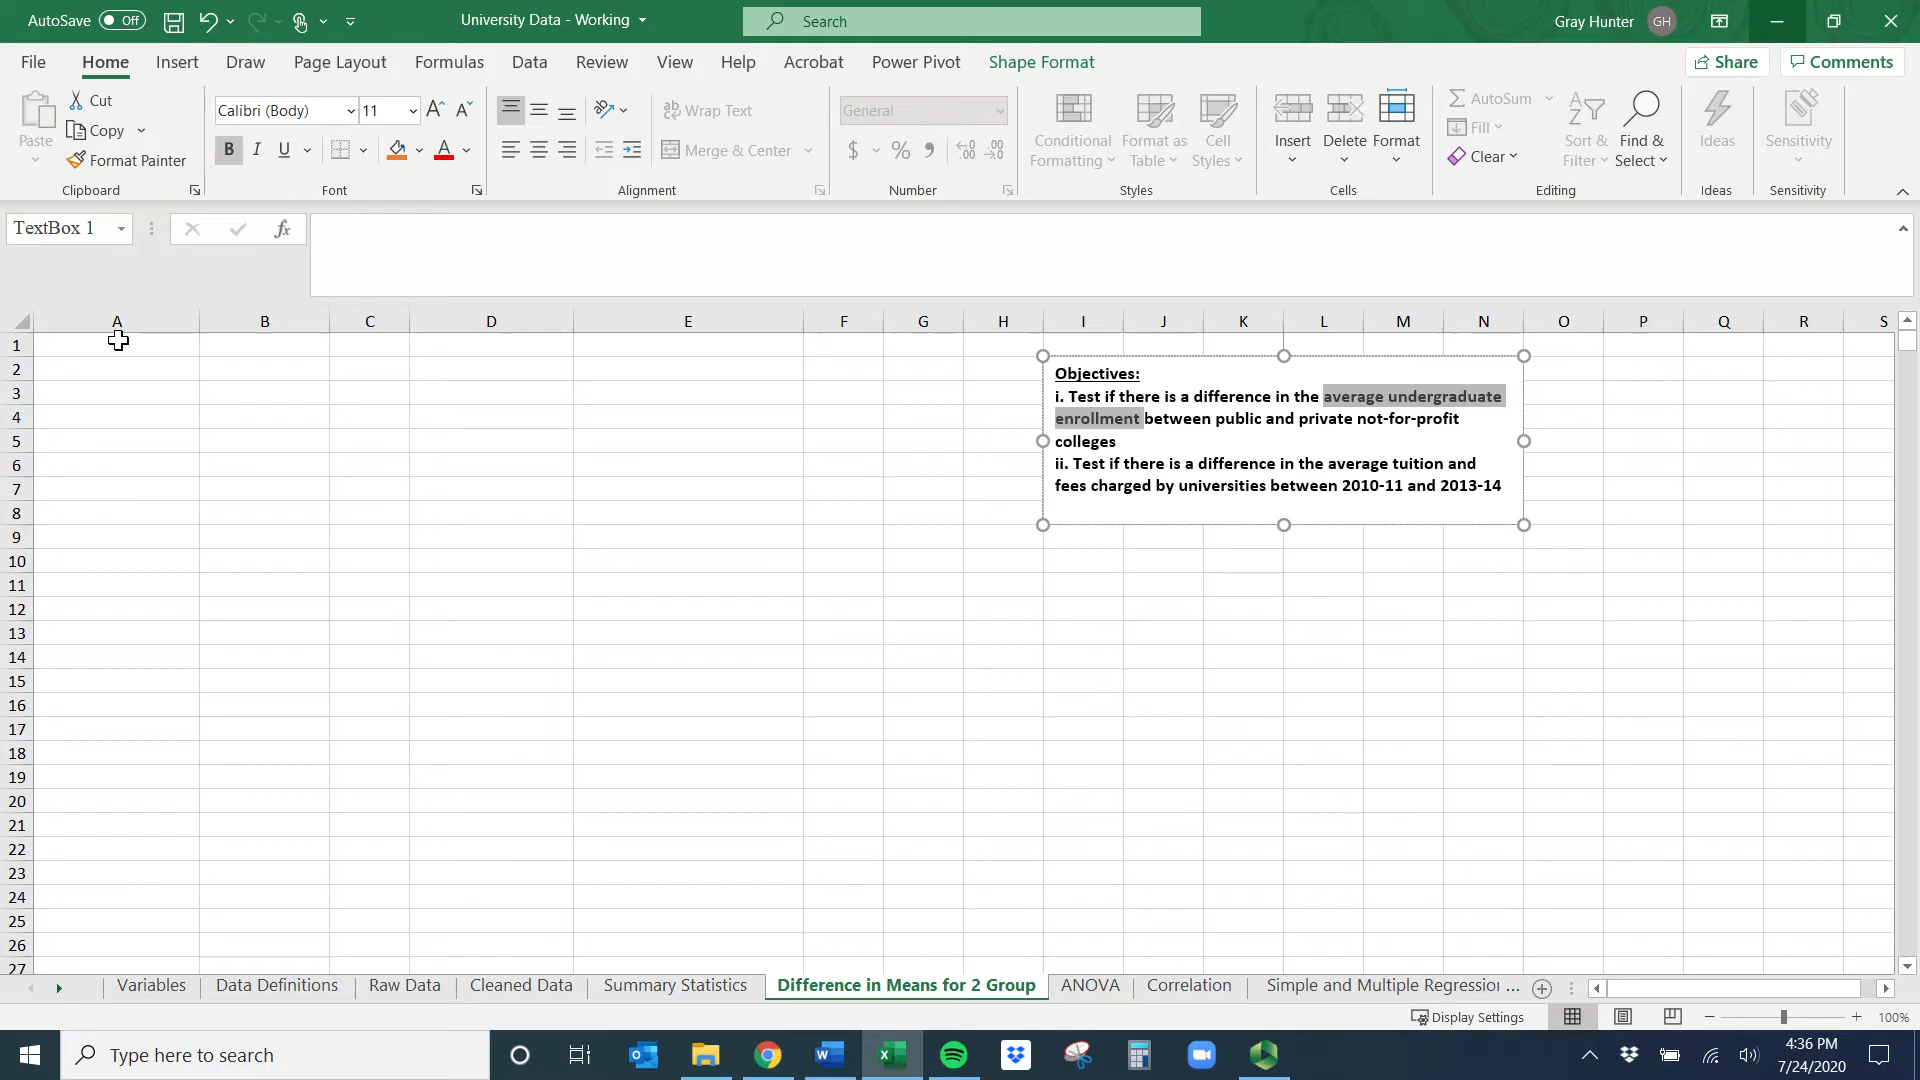 AutoSave Off
University Data - Working
Search
Gray Hunter GH
File Home Insert Draw Page Layout Formulas Data Review View Help Acrobat Power Pivot Shape Format
Share Comments
Paste
Cut
Copy
Format Painter
Clipboard
Calibri (Body) 11
B I U
Font
Wrap Text
Merge & Center
Alignment
General
$ % 9
Number
Conditional Formatting
Format as Table
Cell Styles
Styles
Insert Delete Format
Cells
AutoSum
Fill
Clear
Sort & Filter
Find & Select
Editing
Ideas
Ideas
Sensitivity
Sensitivity
TextBox 1
fx
A B C D E F G H I J K L M N O P Q R S
1
2
3
4
5
6
7
8
9
10
11
12
13
14
15
16
17
18
19
20
21
22
23
24
25
26
27
Objectives:
i. Test if there is a difference in the average undergraduate
enrollment between public and private not-for-profit
colleges
ii. Test if there is a difference in the average tuition and
fees charged by universities between 2010-11 and 2013-14
Variables Data Definitions Raw Data Cleaned Data Summary Statistics Difference in Means for 2 Group ANOVA Correlation Simple and Multiple Regression ...
Display Settings
100%
Type here to search
4:36 PM
7/24/2020